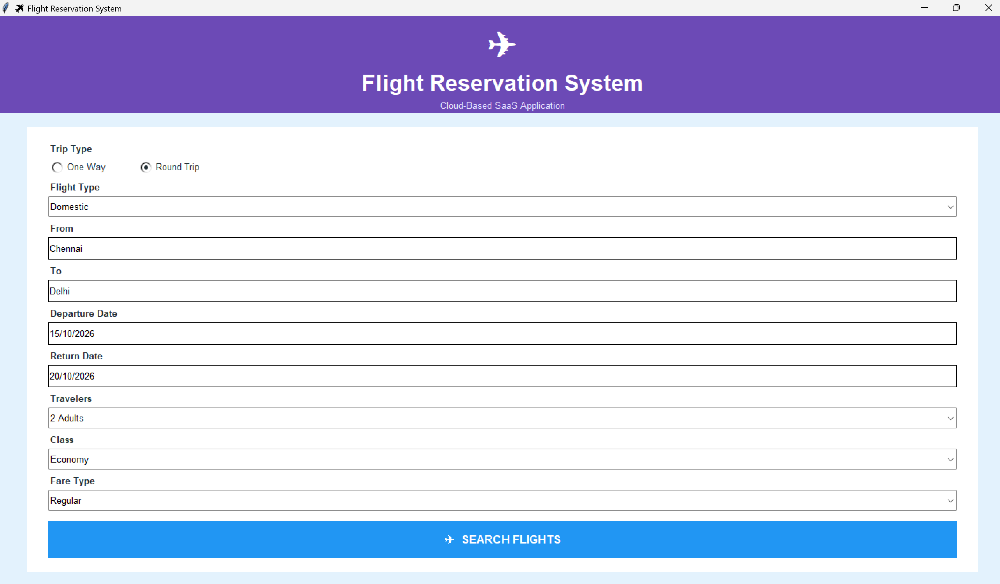 Flight Reservation System
Flight Reservation System
Cloud-Based SaaS Application
Trip Type
One Way Round Trip
Flight Type
Domestic
From
Chennai
To
Delhi
Departure Date
15/10/2026
Return Date
20/10/2026
Travelers
2 Adults
Class
Economy
Fare Type
Regular
SEARCH FLIGHTS